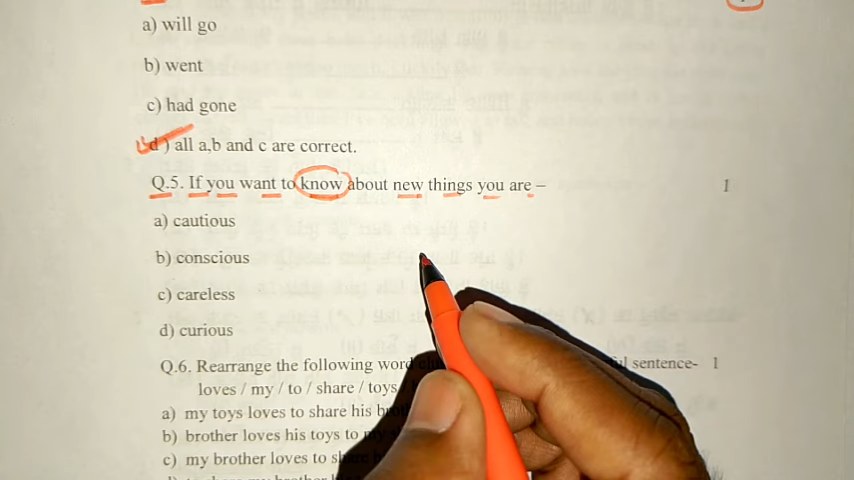 a) will go
b) went
c) had gone
d) all a,b and c are correct.
Q.5. If you want to know about new things you are – 1
a) cautious
b) conscious
c) careless
d) curious
Q.6. Rearrange the following word sentence- 1
loves / my / to / share / toys /
a) my toys loves to share his
b) brother loves his toys to
c) my brother loves to